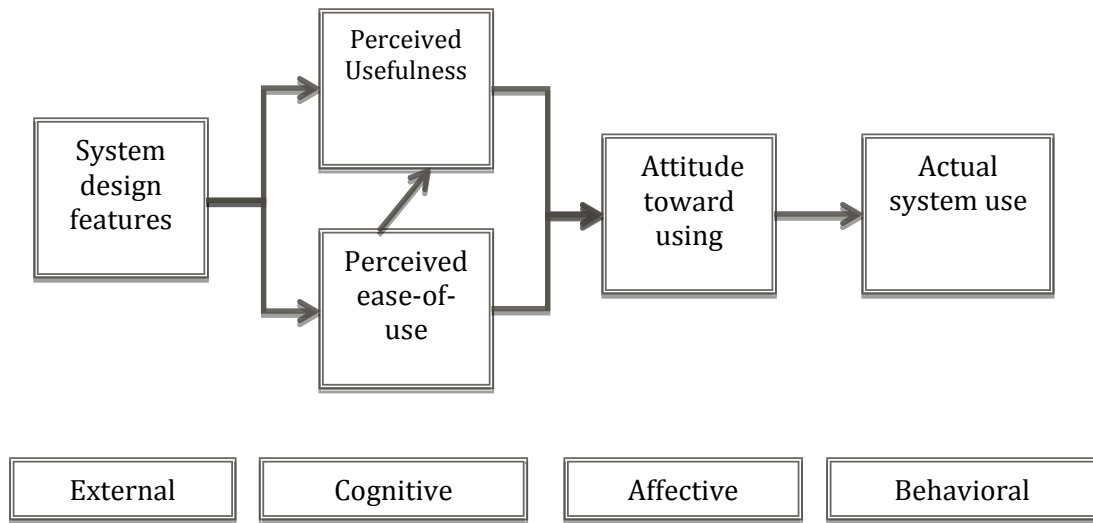 System
design
features
Perceived
Usefulness
Perceived
ease-of-
use
Attitude
toward
using
Actual
system use
External
Cognitive
Affective
Behavioral